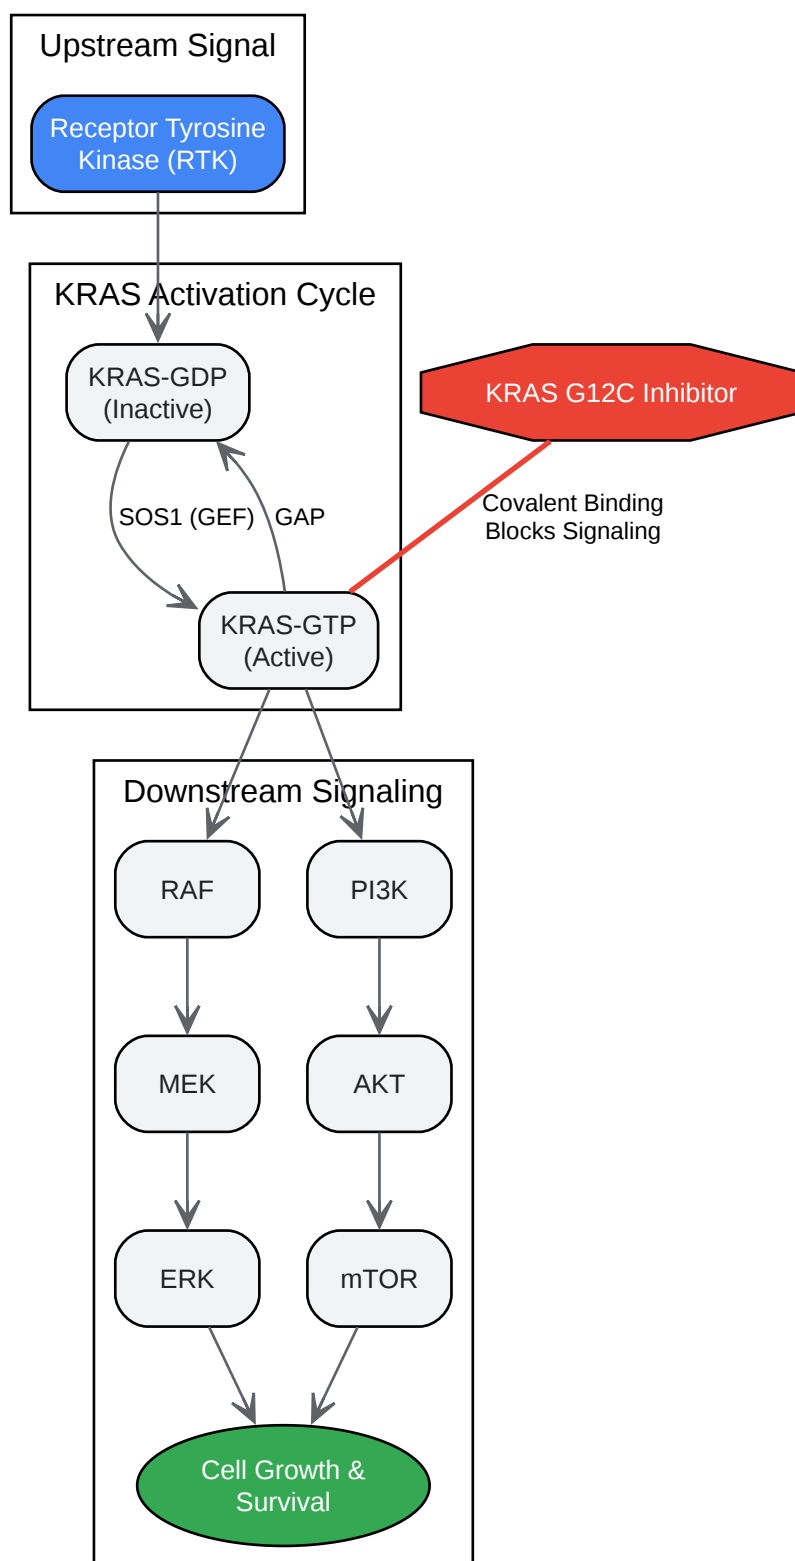 Upstream Signal
Receptor Tyrosine
Kinase (RTK)
KRAS Activation Cycle
KRAS-GDP
(Inactive)
KRAS G12C Inhibitor
SOS1 (GEF)
GAP
Covalent Binding
Blocks Signaling
KRAS-GTP
(Active)
Downstream Signaling
RAF
PI3K
MEK
AKT
ERK
mTOR
Cell Growth &
Survival